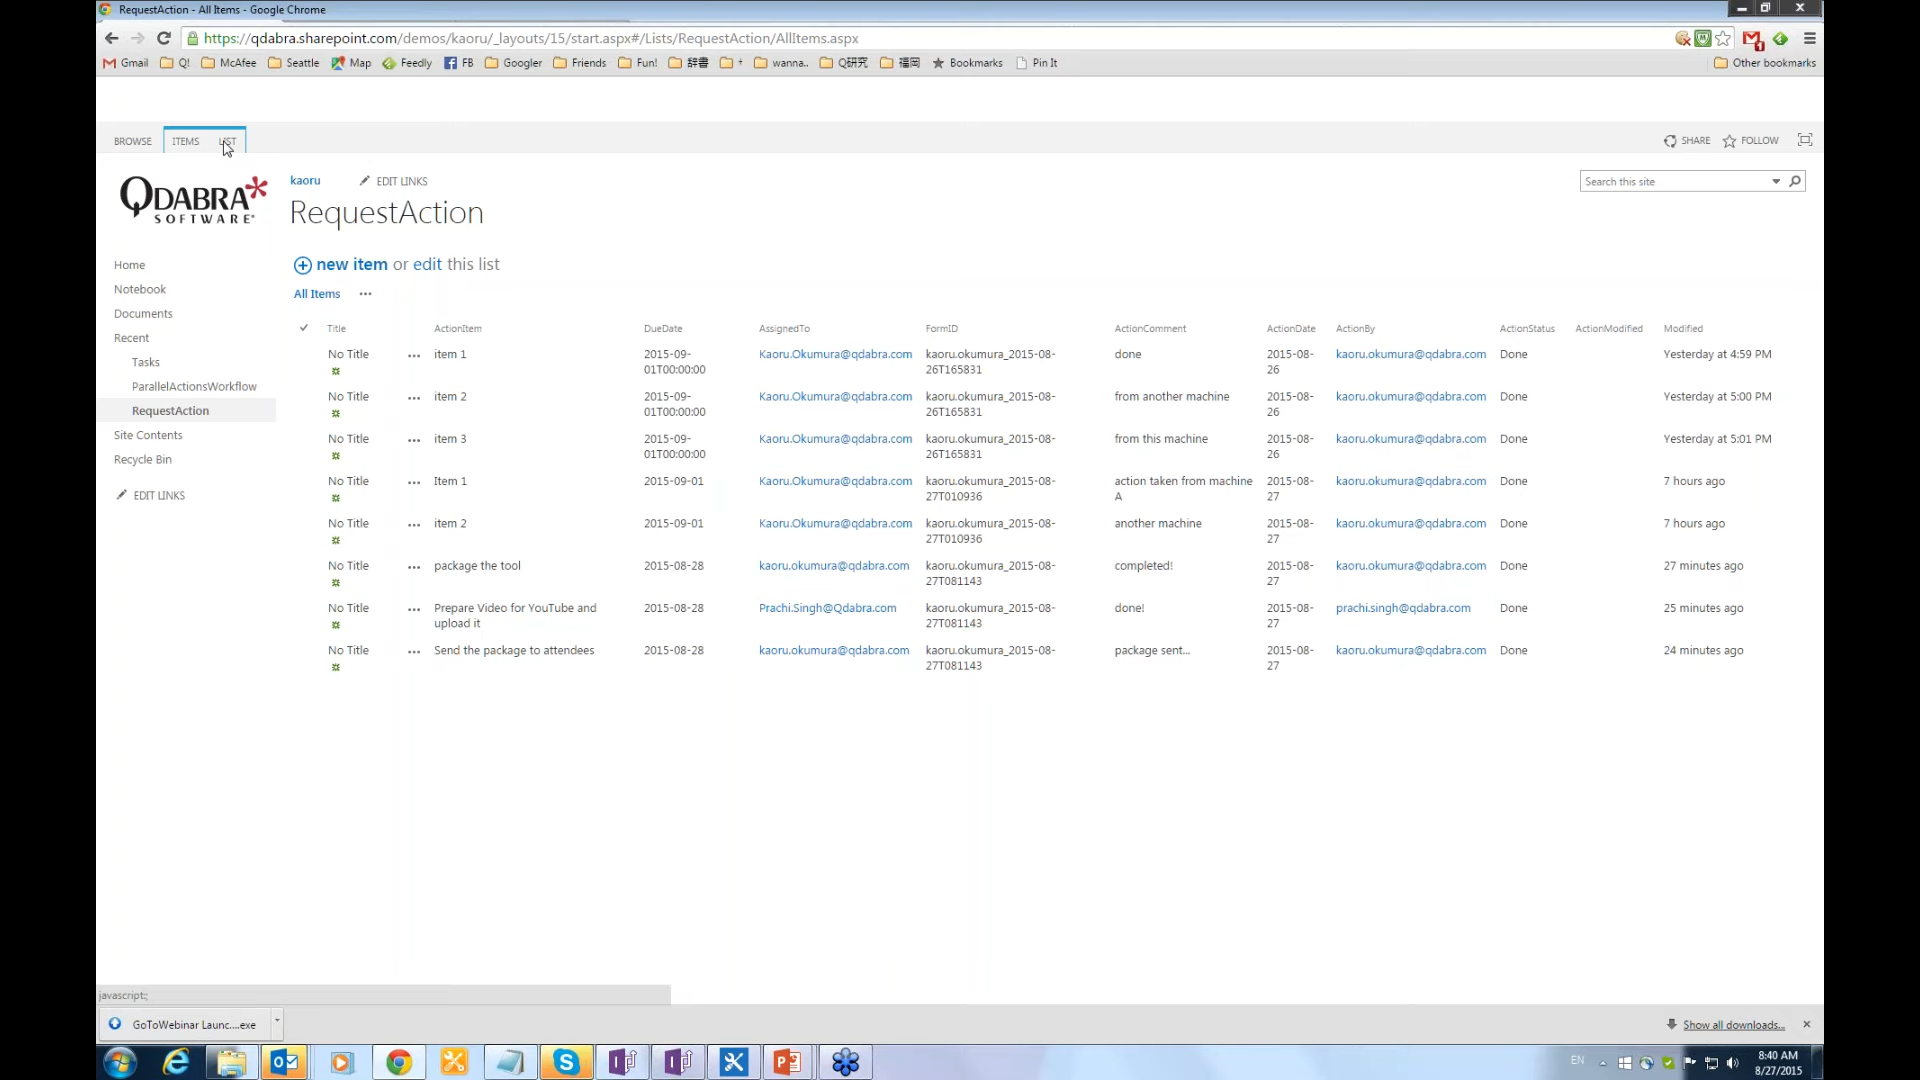 RequestAction - All Items - Google Chrome
https://qdabra.sharepoint.com/demos/kaoru/_layouts/15/start.aspx#/Lists/RequestAction/AllItems.aspx
Gmail Q! McAfee Seattle Map Feedly FB Googler Friends Fun! 辞書 † wanna.. Q研究 福岡 Bookmarks Pin It Other bookmarks
BROWSE ITEMS LIST SHARE FOLLOW
QDABRA SOFTWARE
kaoru EDIT LINKS
Search this site
RequestAction
new item or edit this list
All Items ...
Home
Notebook
Documents
Recent
Tasks
ParallelActionsWorkflow
RequestAction
Site Contents
Recycle Bin
EDIT LINKS
Title ActionItem DueDate AssignedTo FormID ActionComment ActionDate ActionBy ActionStatus ActionModified Modified
No Title ... item 1 2015-09- Kaoru.Okumura@qdabra.com kaoru.okumura_2015-08- done 2015-08- kaoru.okumura@qdabra.com Done Yesterday at 4:59 PM
01T00:00:00 26T165831 26
No Title ... item 2 2015-09- Kaoru.Okumura@qdabra.com kaoru.okumura_2015-08- from another machine 2015-08- kaoru.okumura@qdabra.com Done Yesterday at 5:00 PM
01T00:00:00 26T165831 26
No Title ... item 3 2015-09- Kaoru.Okumura@qdabra.com kaoru.okumura_2015-08- from this machine 2015-08- kaoru.okumura@qdabra.com Done Yesterday at 5:01 PM
01T00:00:00 26T165831 26
No Title ... Item 1 2015-09-01 Kaoru.Okumura@qdabra.com kaoru.okumura_2015-08- action taken from machine 2015-08- kaoru.okumura@qdabra.com Done 7 hours ago
27T010936 A 27
No Title ... item 2 2015-09-01 Kaoru.Okumura@qdabra.com kaoru.okumura_2015-08- another machine 2015-08- kaoru.okumura@qdabra.com Done 7 hours ago
27T010936 27
No Title ... package the tool 2015-08-28 kaoru.okumura@qdabra.com kaoru.okumura_2015-08- completed! 2015-08- kaoru.okumura@qdabra.com Done 27 minutes ago
27T081143 27
No Title ... Prepare Video for YouTube and 2015-08-28 Prachi.Singh@Qdabra.com kaoru.okumura_2015-08- done! 2015-08- prachi.singh@qdabra.com Done 25 minutes ago
upload it 27T081143 27
No Title ... Send the package to attendees 2015-08-28 kaoru.okumura@qdabra.com kaoru.okumura_2015-08- package sent... 2015-08- kaoru.okumura@qdabra.com Done 24 minutes ago
27T081143 27
javascript:;
GoToWebinar Launc....exe Show all downloads...
EN 8:40 AM
8/27/2015